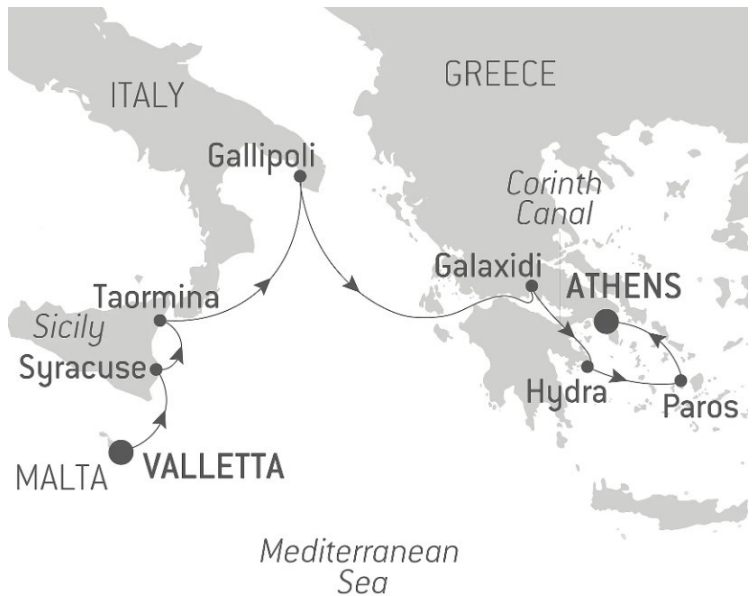 GREECE
ITALY
Gallipoli
Corinth
Canal
Galaxidi
ATHENS
Taormina
Sicily
Syracuse
Hydra
Paros
VALLETTA
MALTA
Mediterranean
Sea